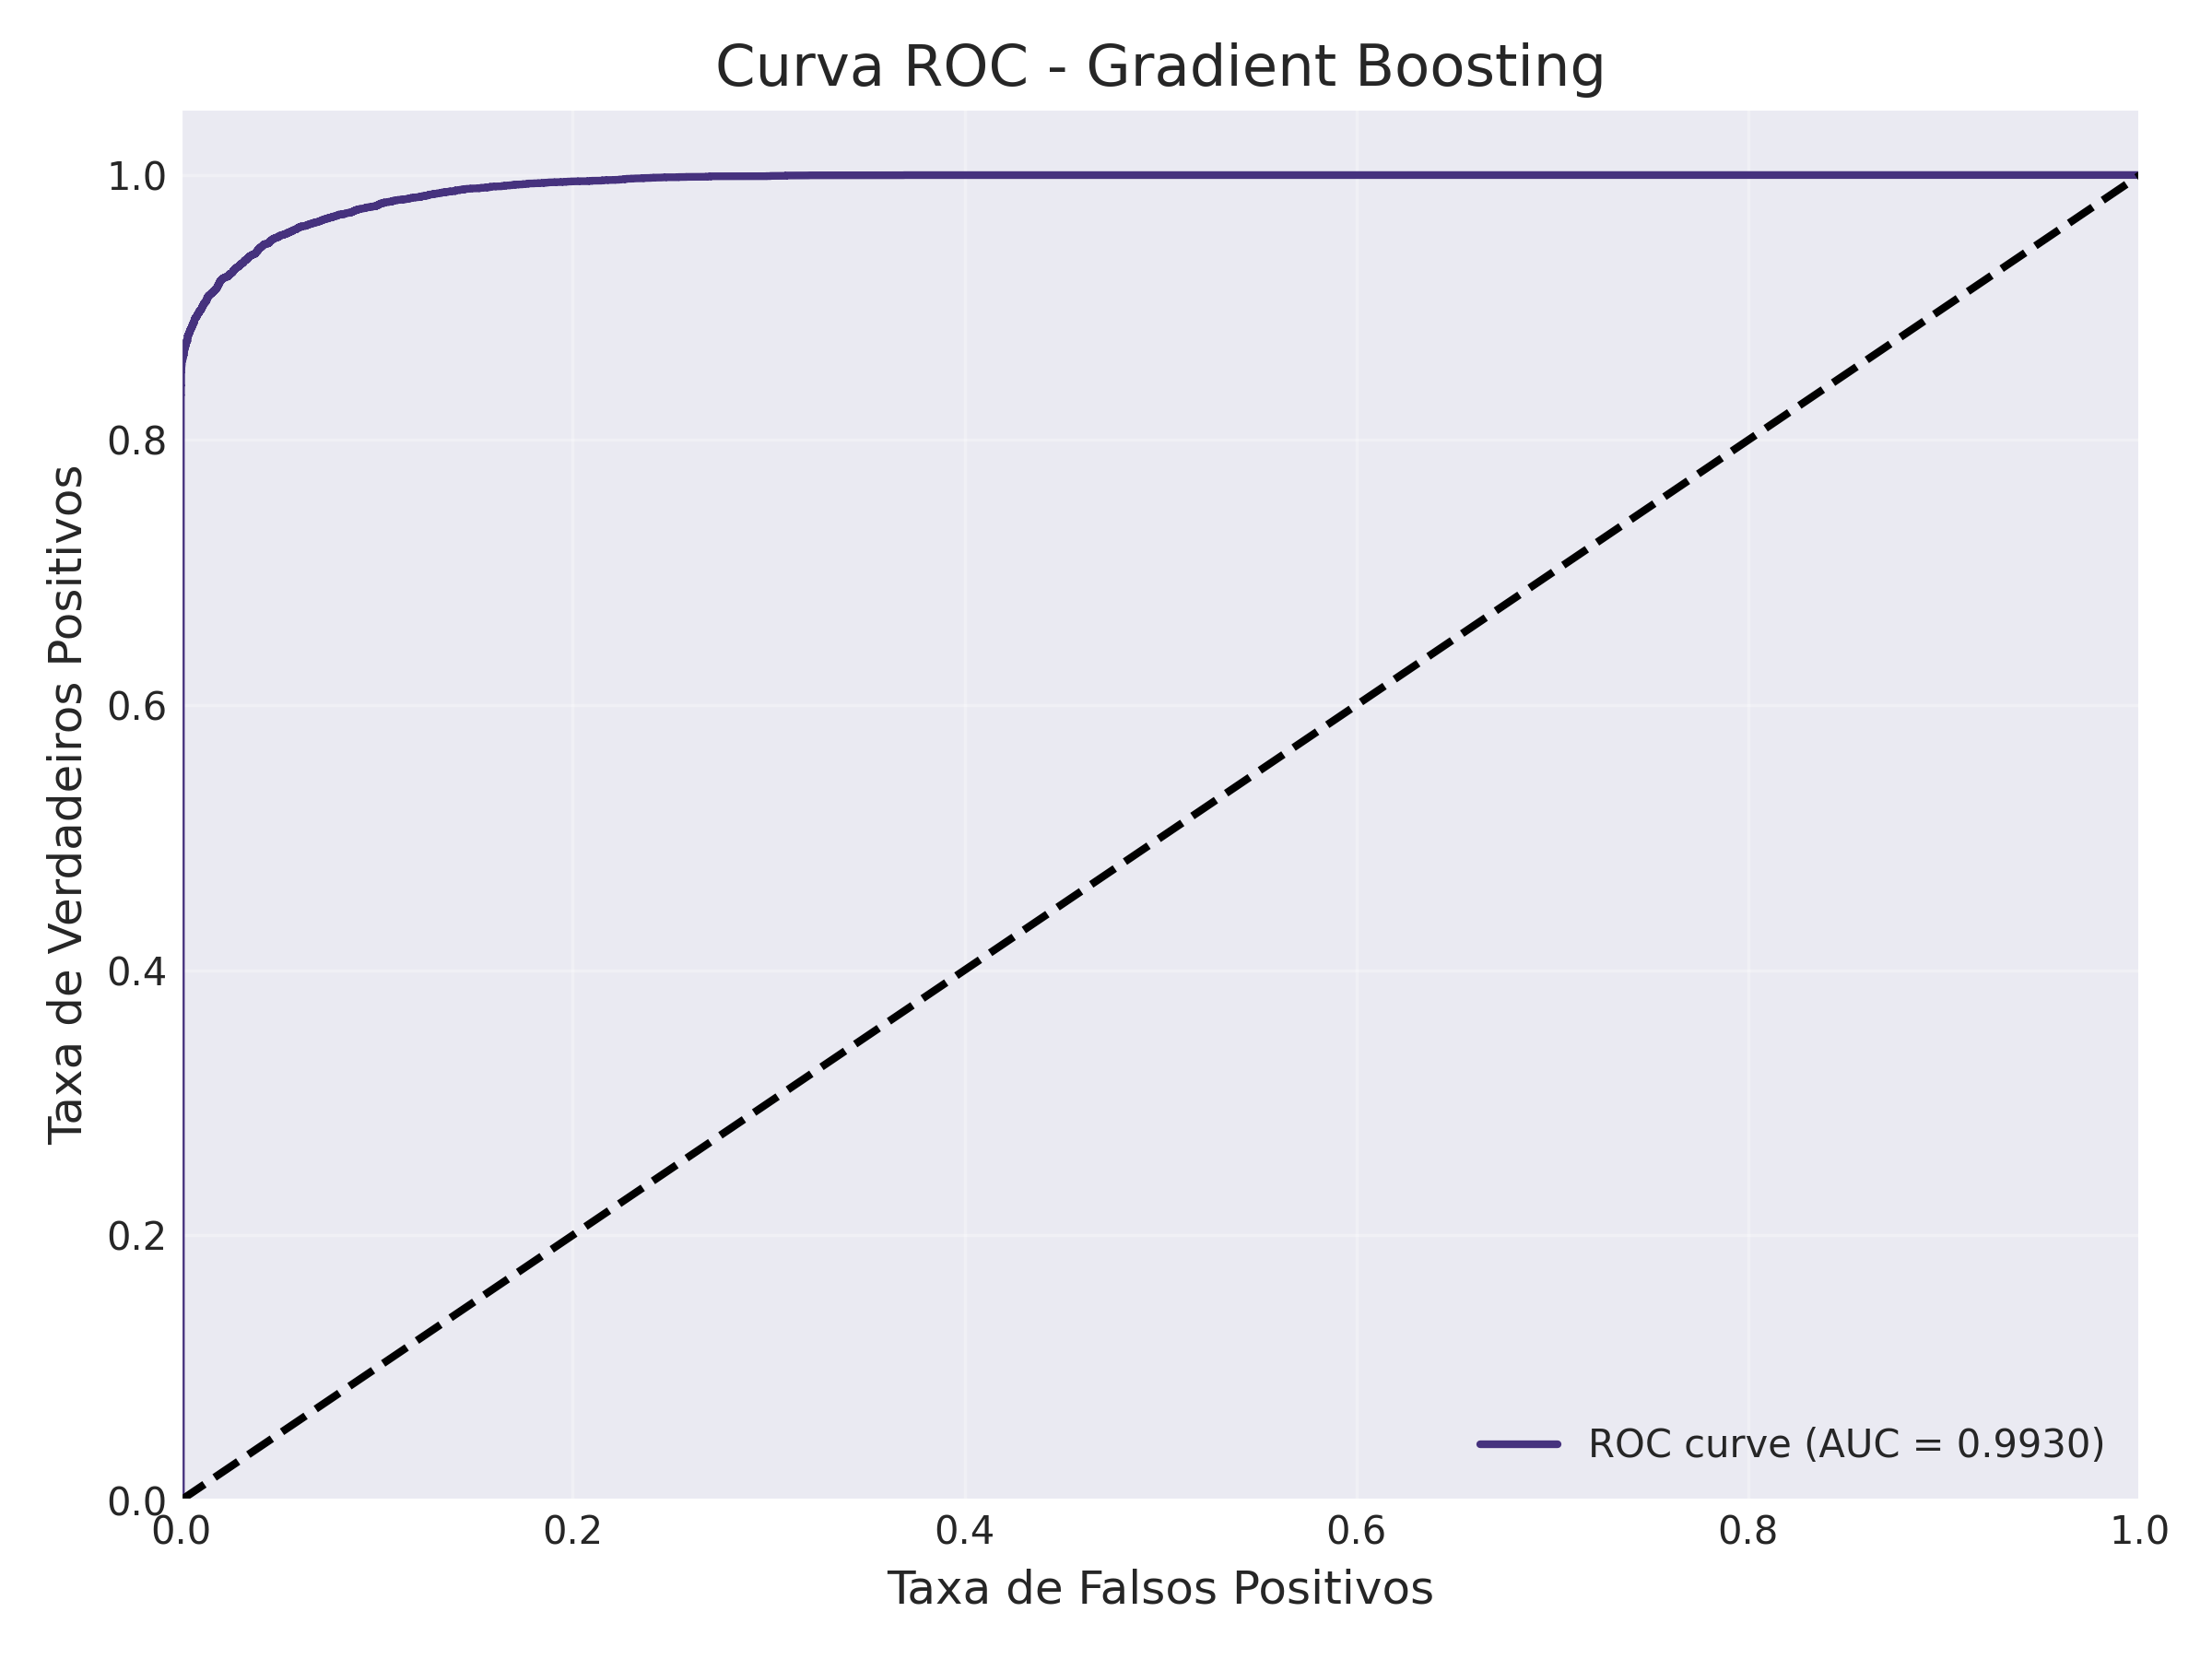 Curva ROC - Gradient Boosting
Taxa de Verdadeiros Positivos
1.0
0.8
0.6
0.4
0.2
0.0
0.0 0.2 0.4 0.6 0.8 1.0
Taxa de Falsos Positivos
ROC curve (AUC = 0.9930)